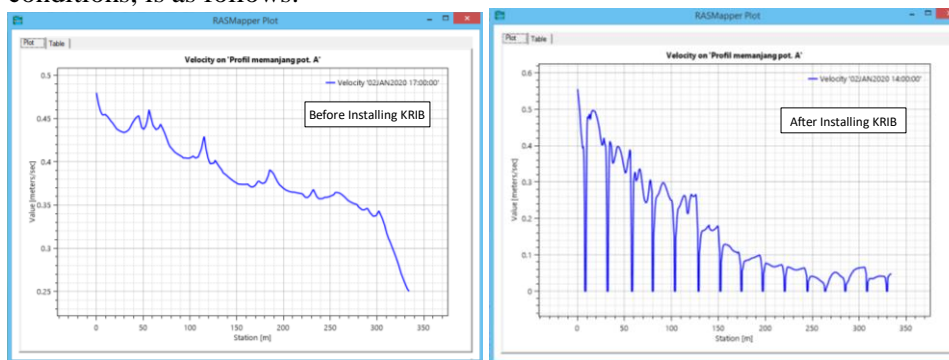 conditions, is as follows:
RASMapper Plot
Plot Table
Velocity on 'Profil memanjang pot. A'
Velocity '02JAN2020 17:00:00'
Before Installing KRIB
Value [meters/sec]
0.5
0.45
0.4
0.35
0.3
0.25
0 50 100 150 200 250 300 350
Station [m]
RASMapper Plot
Plot Table
Velocity on 'Profil memanjang pot. A'
Velocity '02JAN2020 14:00:00'
After Installing KRIB
Value [meters/sec]
0.6
0.5
0.4
0.3
0.2
0.1
0
0 50 100 150 200 250 300 350
Station [m]